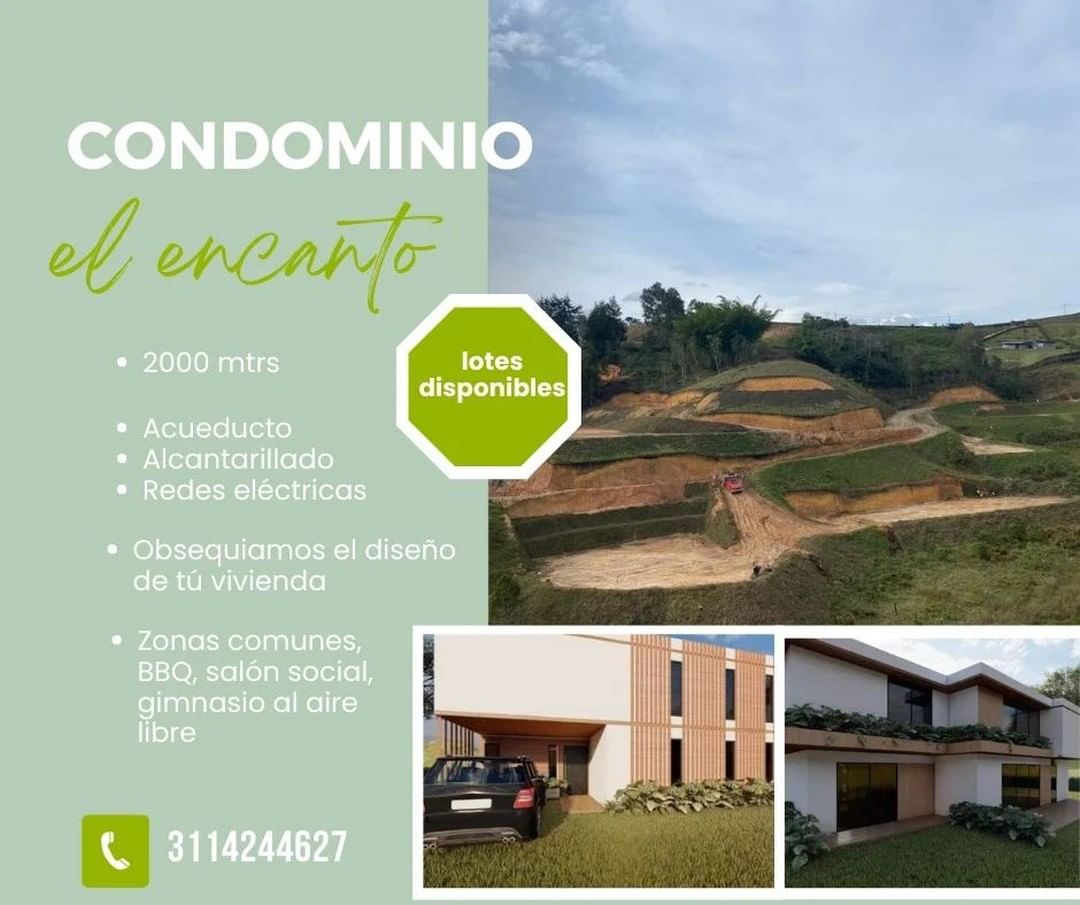 CONDOMINIO
el encanto
lotes
disponibles
• 2000 mtrs
• Acueducto
• Alcantarillado
• Redes eléctricas
• Obsequiamos el diseño
de tú vivienda
• Zonas comunes,
BBQ, salón social,
gimnasio al aire
libre
3114244627